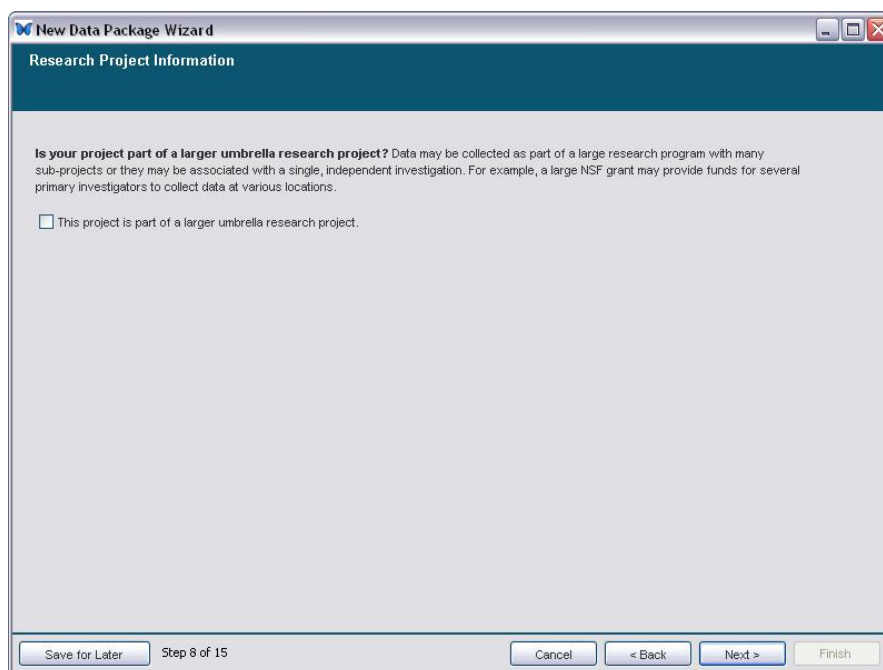 New Data Package Wizard
Research Project Information
Is your project part of a larger umbrella research project? Data may be collected as part of a large research program with many
sub-projects or they may be associated with a single, independent investigation. For example, a large NSF grant may provide funds for several
primary investigators to collect data at various locations.
This project is part of a larger umbrella research project.
Save for Later Step 8 of 15 Cancel < Back Next > Finish